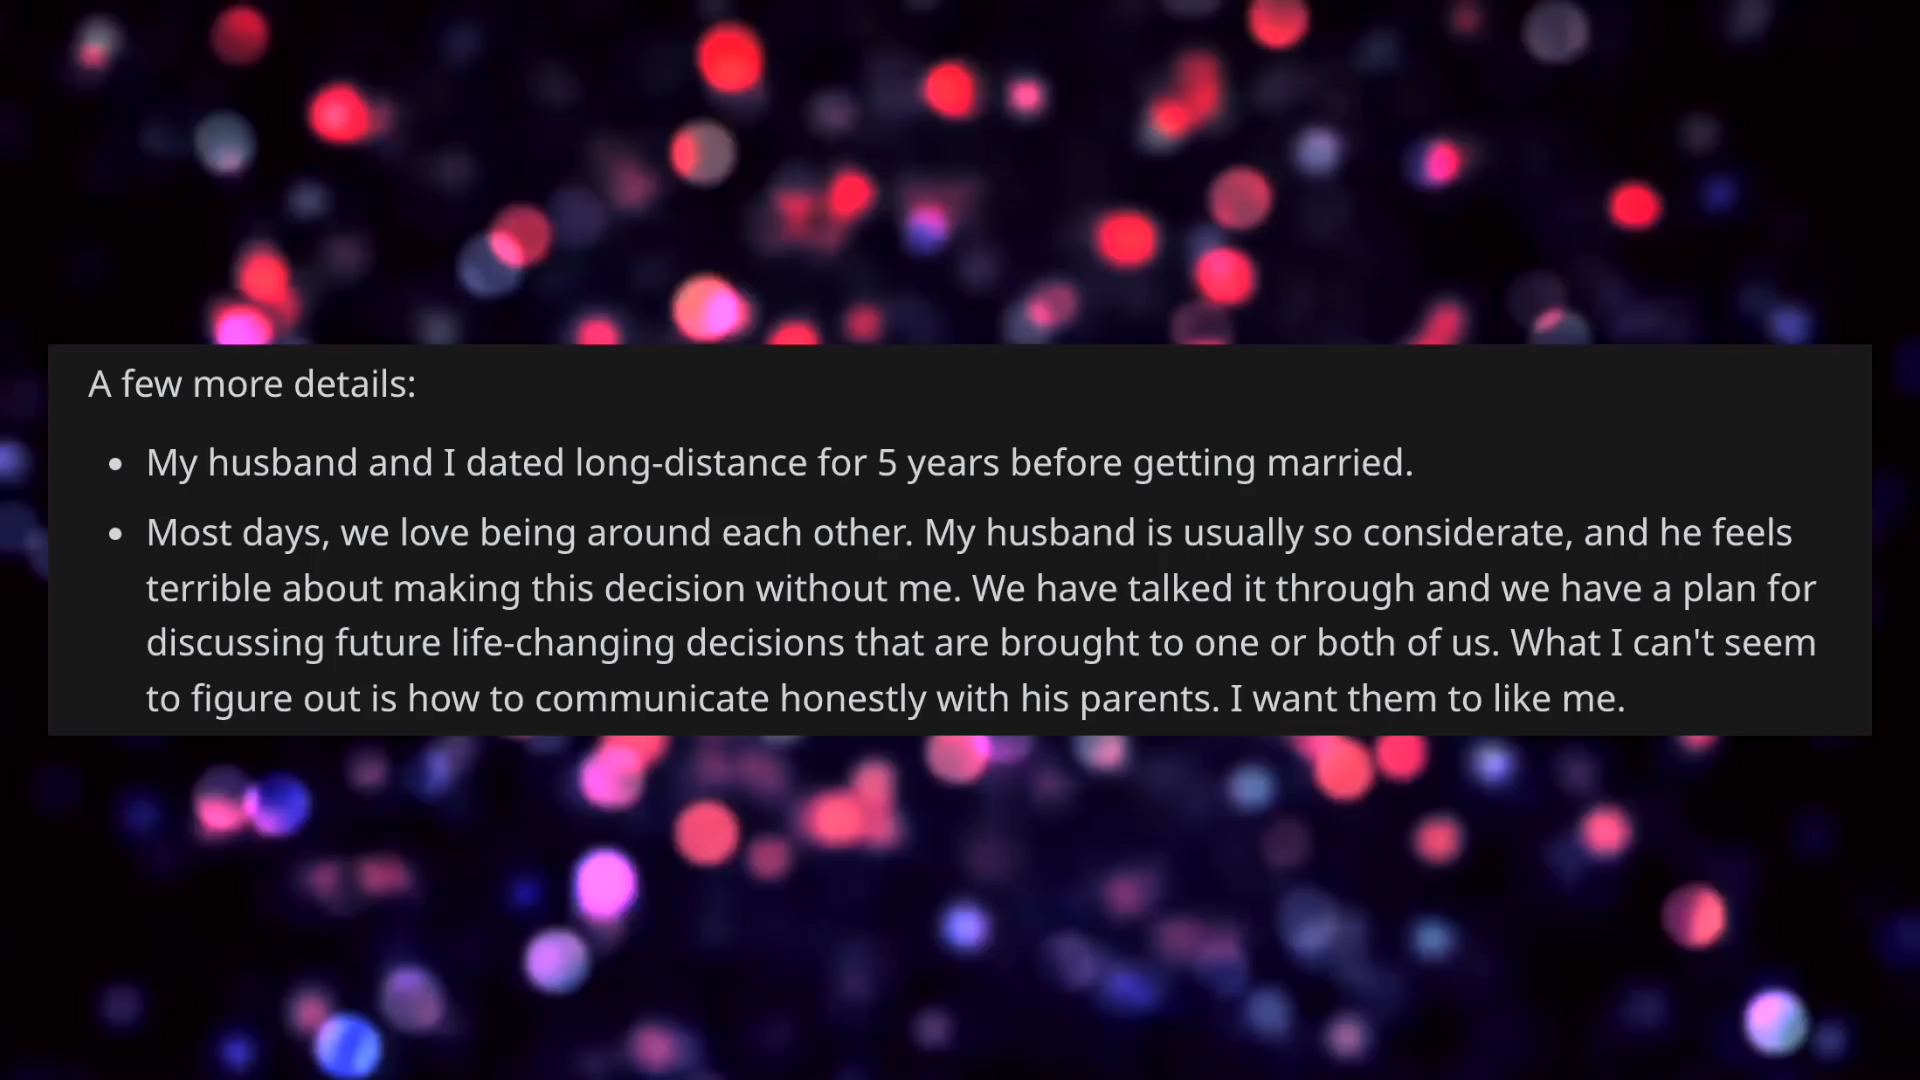 A few more details:
• My husband and I dated long-distance for 5 years before getting married.
• Most days, we love being around each other. My husband is usually so considerate, and he feels
terrible about making this decision without me. We have talked it through and we have a plan for
discussing future life-changing decisions that are brought to one or both of us. What I can't seem
to figure out is how to communicate honestly with his parents. I want them to like me.